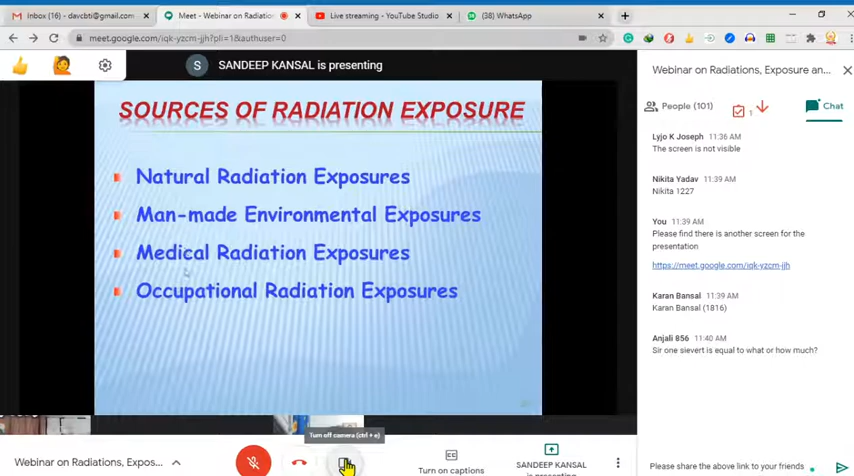 Inbox (16) - davcbti@gmail.com
Meet - Webinar on Radiation
Live streaming - YouTube Studio
(38) WhatsApp
meet.google.com/iqk-yzcm-jjh?pli=1&authuser=0
S SANDEEP KANSAL is presenting
SOURCES OF RADIATION EXPOSURE
Natural Radiation Exposures
Man-made Environmental Exposures
Medical Radiation Exposures
Occupational Radiation Exposures
Webinar on Radiations, Exposure an...
People (101)
1
Chat
Lyjo K Joseph 11:36 AM
The screen is not visible
Nikita Yadav 11:39 AM
Nikita 1227
You 11:39 AM
Please find there is another screen for the
presentation
https://meet.google.com/iqk-yzcm-jjh
Karan Bansal 11:39 AM
Karan Bansal (1816)
Anjali 856 11:40 AM
Sir one sievert is equal to what or how much?
Please share the above link to your friends
Turn off camera (ctrl + e)
Webinar on Radiations, Expos...
Turn on captions
SANDEEP KANSAL
is presenting